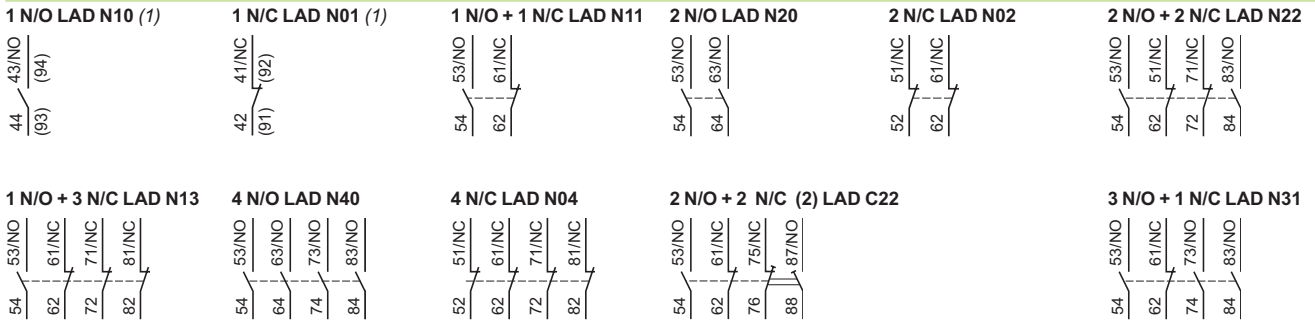 1 N/O LAD N10 (1)
43/NO
(94)
44
(93)
1 N/C LAD N01 (1)
41/NC
(92)
42
(91)
1 N/O + 1 N/C LAD N11
53/NO
61/NC
54
62
2 N/O LAD N20
53/NO
63/NO
54
64
2 N/C LAD N02
51/NC
61/NC
52
62
2 N/O + 2 N/C LAD N22
53/NO
51/NC
71/NC
83/NO
54
62
72
84
1 N/O + 3 N/C LAD N13
53/NO
61/NC
71/NC
81/NC
54
62
72
82
4 N/O LAD N40
53/NO
63/NO
73/NO
83/NO
54
64
74
84
4 N/C LAD N04
51/NC
61/NC
71/NC
81/NC
52
62
72
82
2 N/O + 2 N/C (2) LAD C22
53/NO
61/NC
75/NC
87/NO
54
62
76
88
3 N/O + 1 N/C LAD N31
53/NO
61/NC
73/NO
83/NO
54
62
74
84